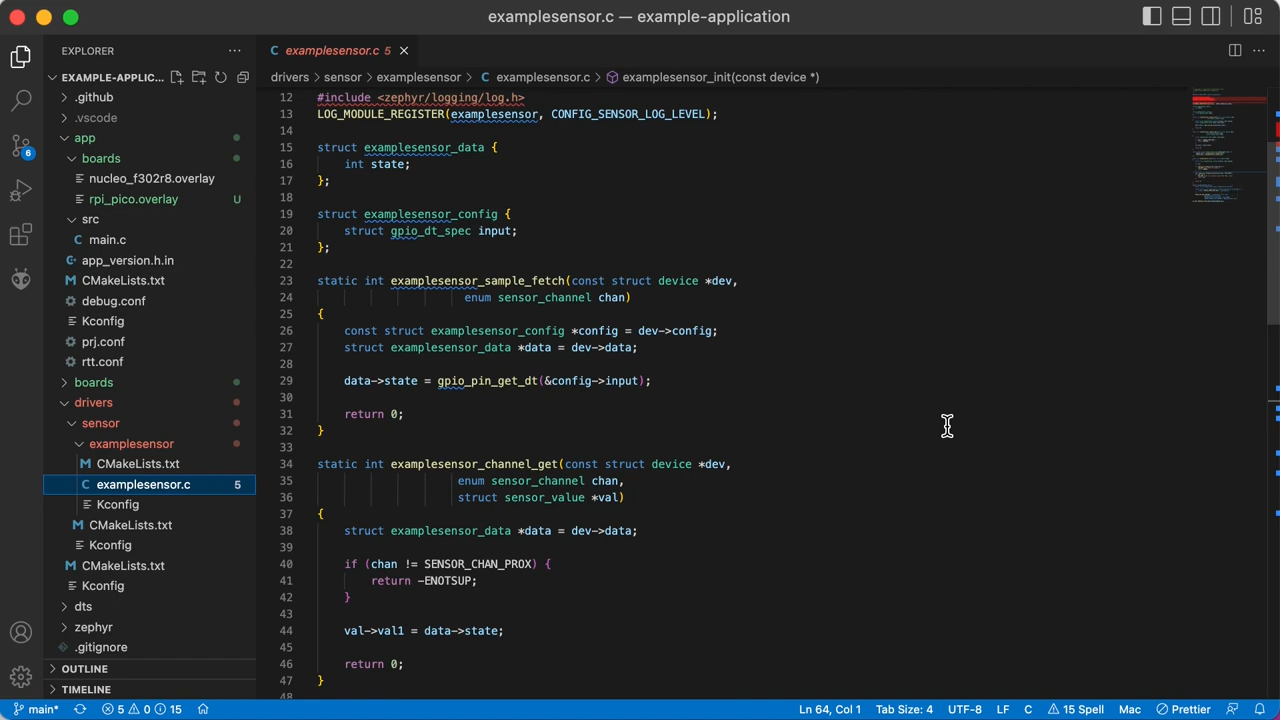 examplesensor.c — example-application
EXPLORER
EXAMPLE-APPLIC...
.github
.vscode
app
boards
nucleo_f302r8.overlay
rpi_pico.overlay U
src
main.c
app_version.h.in
CMakeLists.txt
debug.conf
Kconfig
prj.conf
rtt.conf
boards
drivers
sensor
examplesensor
CMakeLists.txt
examplesensor.c 5
Kconfig
CMakeLists.txt
Kconfig
CMakeLists.txt
Kconfig
dts
zephyr
.gitignore
OUTLINE
TIMELINE
6
C examplesensor.c 5
drivers > sensor > examplesensor > C examplesensor.c > examplesensor_init(const device *)
12 #include <zephyr/logging/log.h>
13 LOG_MODULE_REGISTER(examplesensor, CONFIG_SENSOR_LOG_LEVEL);
14
15 struct examplesensor_data {
16 int state;
17 };
18
19 struct examplesensor_config {
20 struct gpio_dt_spec input;
21 };
22
23 static int examplesensor_sample_fetch(const struct device *dev,
24 enum sensor_channel chan)
25 {
26 const struct examplesensor_config *config = dev->config;
27 struct examplesensor_data *data = dev->data;
28
29 data->state = gpio_pin_get_dt(&config->input);
30
31 return 0;
32 }
33
34 static int examplesensor_channel_get(const struct device *dev,
35 enum sensor_channel chan,
36 struct sensor_value *val)
37 {
38 struct examplesensor_data *data = dev->data;
39
40 if (chan != SENSOR_CHAN_PROX) {
41 return -ENOTSUP;
42 }
43
44 val->val1 = data->state;
45
46 return 0;
47 }
48
main* 5 0 15 Ln 64, Col 1 Tab Size: 4 UTF-8 LF C 15 Spell Mac Prettier